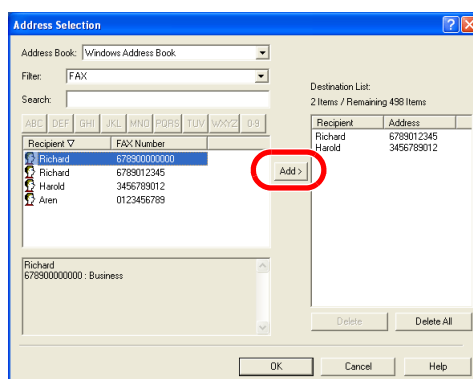 Address Selection
Address Book: Windows Address Book
Filter: FAX
Search:
ABC DEF GHI JKL MNO PQRS TUV WXYZ 0-9
Recipient FAX Number
Richard 678900000000
Richard 6789012345
Harold 3456789012
Aren 0123456789
Richard
678900000000 : Business
Add >
Destination List:
2 Items / Remaining 498 Items
Recipient Address
Richard 6789012345
Harold 3456789012
Delete Delete All
OK Cancel Help